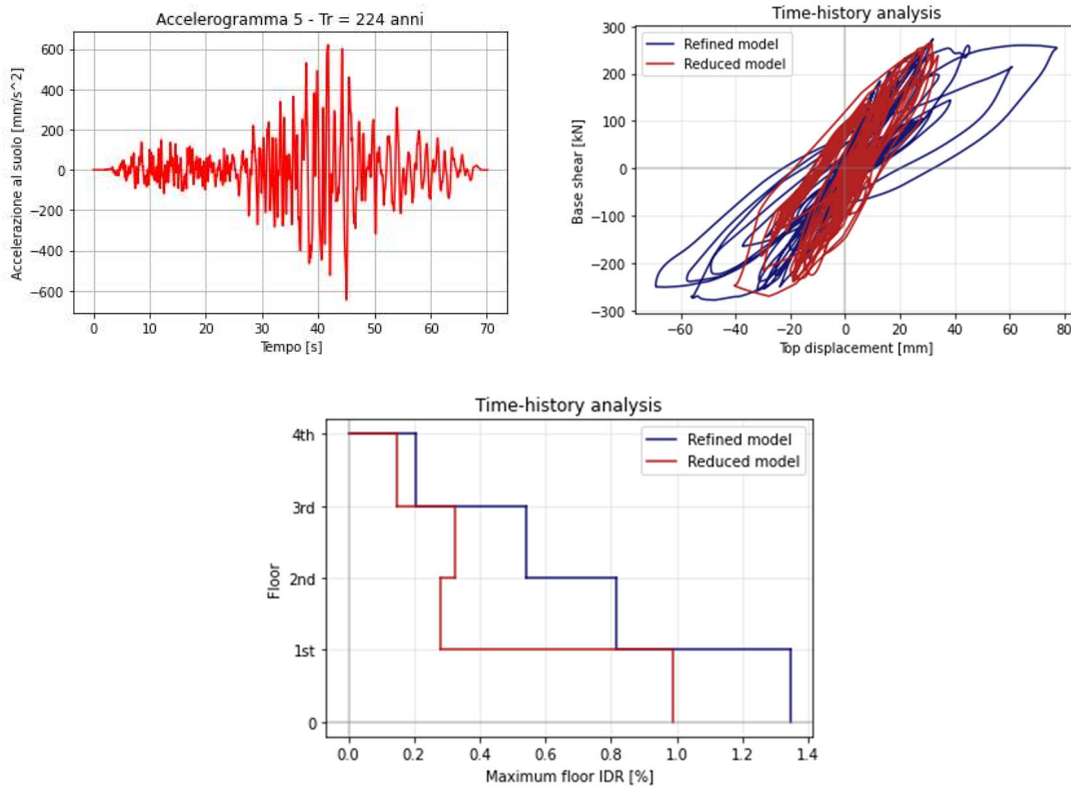 Accelerogramma 5 - Tr = 224 anni
600
400
200
0
−200
−400
−600
Accelerazione al suolo [mm/s^2]
0 10 20 30 40 50 60 70
Tempo [s]
Time-history analysis
Refined model
Reduced model
300
200
100
0
−100
−200
−300
Base shear [kN]
−60 −40 −20 0 20 40 60 80
Top displacement [mm]
Time-history analysis
Refined model
Reduced model
4th
3rd
2nd
1st
0
Floor
0.0 0.2 0.4 0.6 0.8 1.0 1.2 1.4
Maximum floor IDR [%]